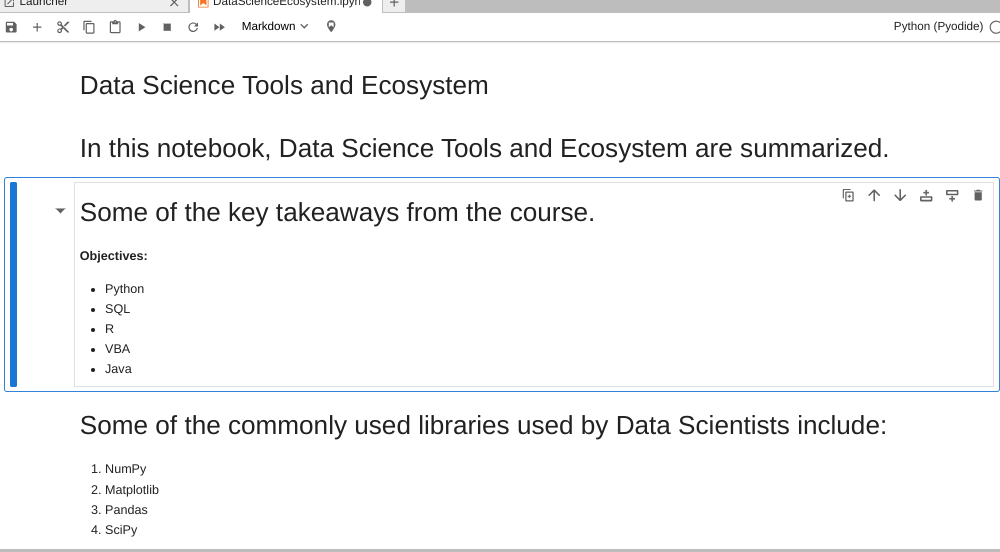 Launcher
DataScienceEcosystem.ipyn
Markdown
Python (Pyodide)
Data Science Tools and Ecosystem
In this notebook, Data Science Tools and Ecosystem are summarized.
Some of the key takeaways from the course.
Objectives:
Python
SQL
R
VBA
Java
Some of the commonly used libraries used by Data Scientists include:
1. NumPy
2. Matplotlib
3. Pandas
4. SciPy